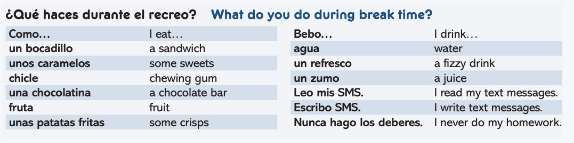 ¿Qué haces durante el recreo? What do you do during break time?
Como... I eat...
un bocadillo a sandwich
unos caramelos some sweets
chicle chewing gum
una chocolatina a chocolate bar
fruta fruit
unas patatas fritas some crisps
Bebo... I drink...
agua water
un refresco a fizzy drink
un zumo a juice
Leo mis SMS. I read my text messages.
Escribo SMS. I write text messages.
Nunca hago los deberes. I never do my homework.